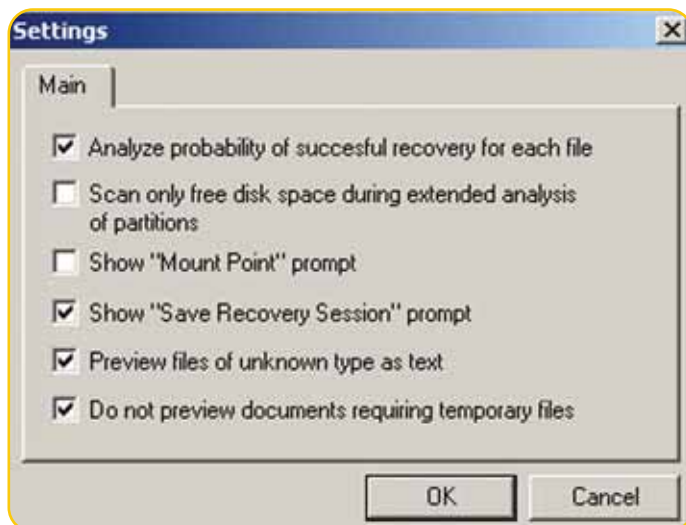 Settings
Main
Analyze probability of succesful recovery for each file
Scan only free disk space during extended analysis
of partitions
Show "Mount Point" prompt
Show "Save Recovery Session" prompt
Preview files of unknown type as text
Do not preview documents requiring temporary files
OK
Cancel